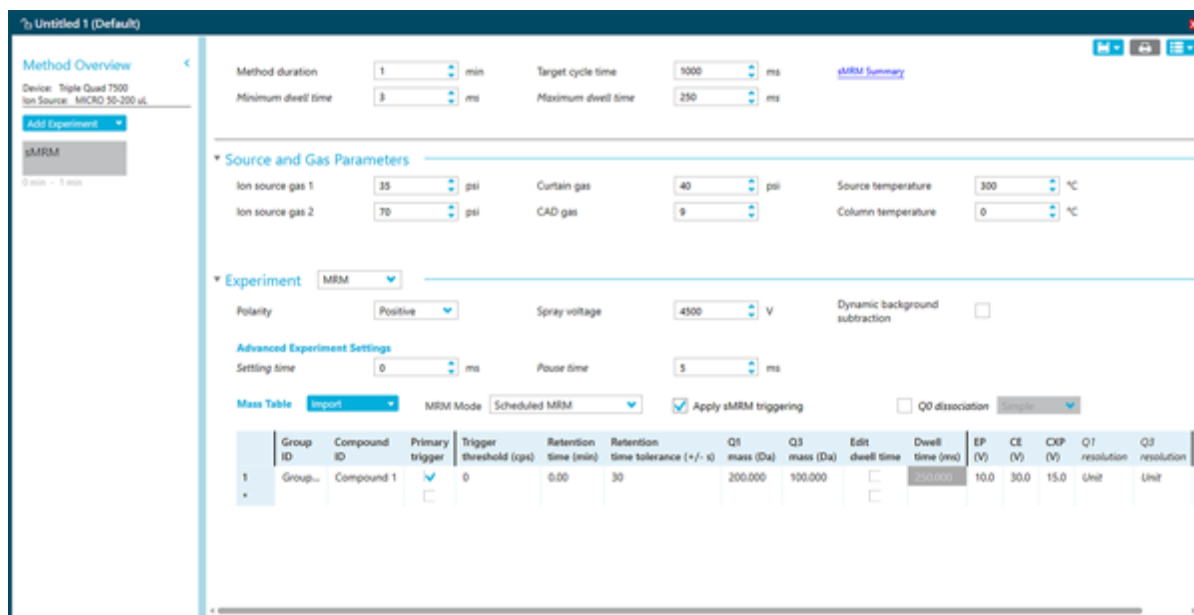 Untitled 1 (Default)
Method Overview
Device: Triple Quad 7500
Ion Source: MICRO 50-200 uL
Add Experiment
sMRM
0 min - 1 min
Method duration 1 min Target cycle time 1000 ms sMRM Summary
Minimum dwell time 3 ms Maximum dwell time 250 ms
Source and Gas Parameters
Ion source gas 1 35 psi Curtain gas 40 psi Source temperature 300 °C
Ion source gas 2 70 psi CAD gas 9 Column temperature 0 °C
Experiment MRM
Polarity Positive Spray voltage 4500 V Dynamic background
subtraction
Advanced Experiment Settings
Settling time 0 ms Pause time 5 ms
Mass Table Import MRM Mode Scheduled MRM Apply sMRM triggering Q0 dissociation Simple
Group Compound Primary Trigger Retention Retention Q1 Q3 Edit Dwell EP CE CXP Q1 Q3
ID ID trigger threshold (cps) time (min) time tolerance (+/- s) mass (Da) mass (Da) dwell time time (ms) (V) (V) (V) resolution resolution
1 Group... Compound 1 0 0.00 30 200.000 100.000 250.000 10.0 30.0 15.0 Unit Unit
*